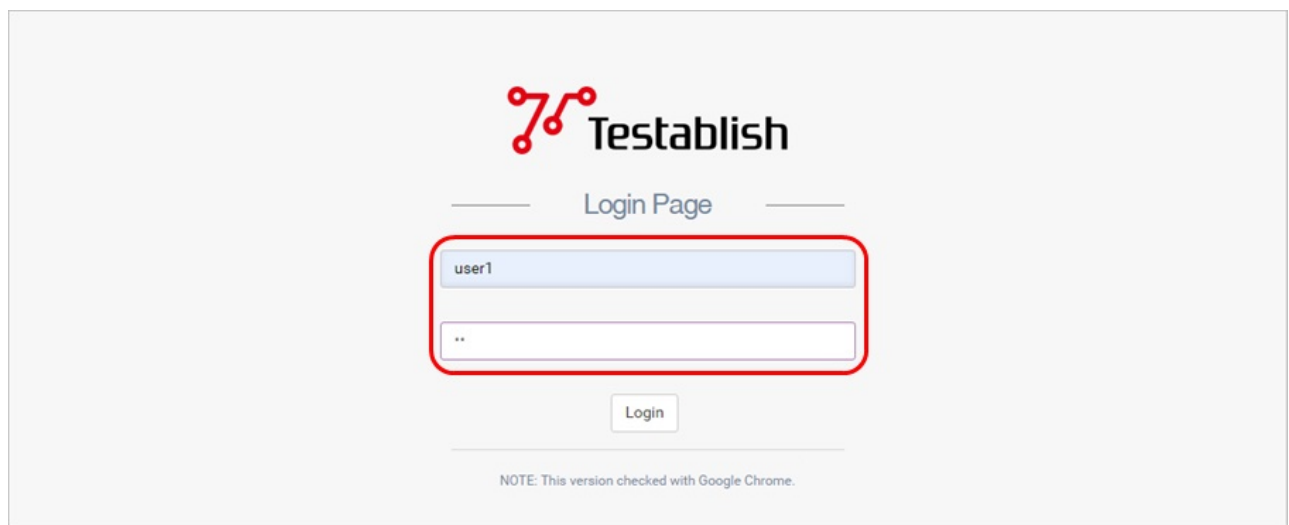 Testablish
Login Page
user1
**
Login
NOTE: This version checked with Google Chrome.